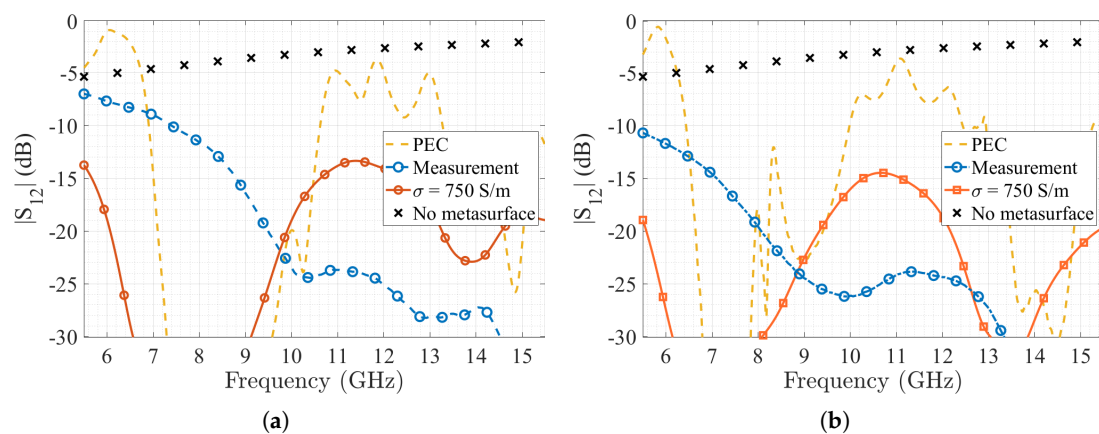 0
-5
-10
-15
-20
-25
-30
|S12| (dB)
6 7 8 9 10 11 12 13 14 15
Frequency (GHz)
PEC
Measurement
σ = 750 S/m
No metasurface
(a)
0
-5
-10
-15
-20
-25
-30
|S12| (dB)
6 7 8 9 10 11 12 13 14 15
Frequency (GHz)
PEC
Measurement
σ = 750 S/m
No metasurface
(b)